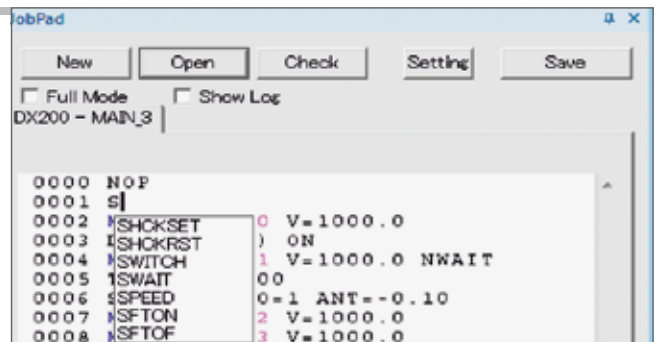 JobPad
New Open Check Setting Save
Full Mode Show Log
DX200 - MAIN_3
0000 NOP
0001 S
0002 0 V=1000.0
SHCKSET
0003 ) ON
SHCKRST
0004 1 V=1000.0 NWAIT
SWITCH
0005 00
SWAIT
0006 0=1 ANT=-0.10
SPEED
0007 2 V=1000.0
SFTON
0008 3 V=1000.0
SFTOF